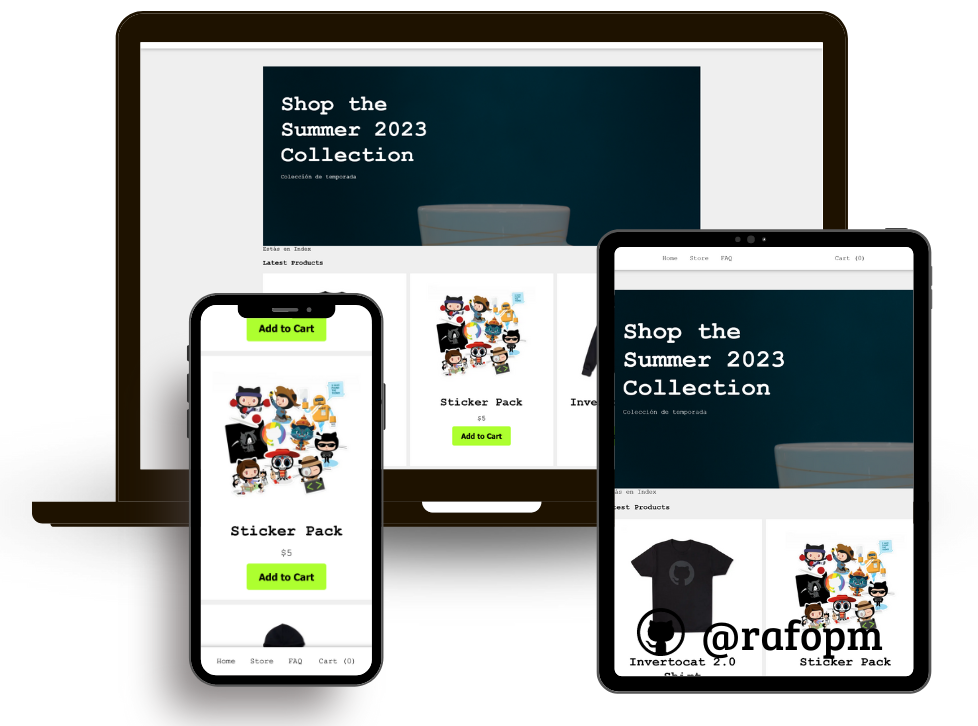 Shop the
Summer 2023
Collection
Colección de temporada
Estás en Index
Latest Products
Sticker Pack
$5
Add to Cart
Inve
Add to Cart
Sticker Pack
$5
Add to Cart
Home Store FAQ Cart (0)
Home Store FAQ Cart (0)
Shop the
Summer 2023
Collection
Colección de temporada
ás en Index
est Products
@rafopm
Invertocat 2.0
Shirt
Sticker Pack